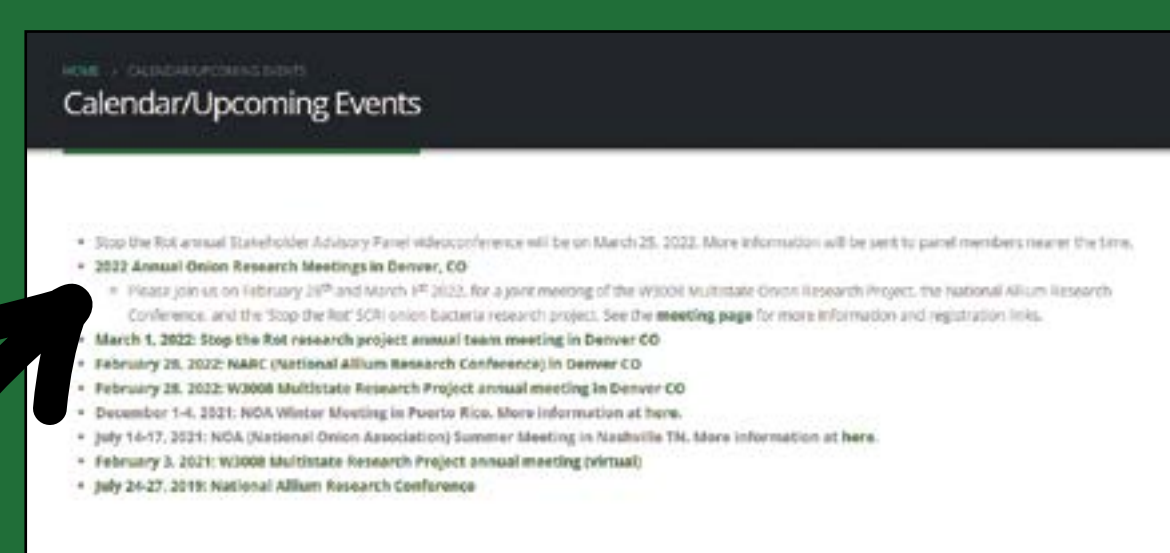 HOME > CALENDAR/UPCOMING EVENTS
Calendar/Upcoming Events
• Stop the Rot annual Stakeholder Advisory Panel videoconference will be on March 25, 2022. More information will be sent to panel members nearer the time.
• 2022 Annual Onion Research Meetings in Denver, CO
• Please join us on February 28th and March 1st 2022, for a joint meeting of the W3008 Multistate Onion Research Project, the National Allium Research
Conference, and the 'Stop the Rot' SCRI onion bacteria research project. See the meeting page for more information and registration links.
• March 1, 2022: Stop the Rot research project annual team meeting in Denver CO
• February 28, 2022: NARC (National Allium Research Conference) in Denver CO
• February 28, 2022: W3008 Multistate Research Project annual meeting in Denver CO
• December 1-4, 2021: NOA Winter Meeting in Puerto Rico. More information at here.
• July 14-17, 2021: NOA (National Onion Association) Summer Meeting in Nashville TN. More information at here.
• February 3, 2021: W3008 Multistate Research Project annual meeting (virtual)
• July 24-27, 2019: National Allium Research Conference